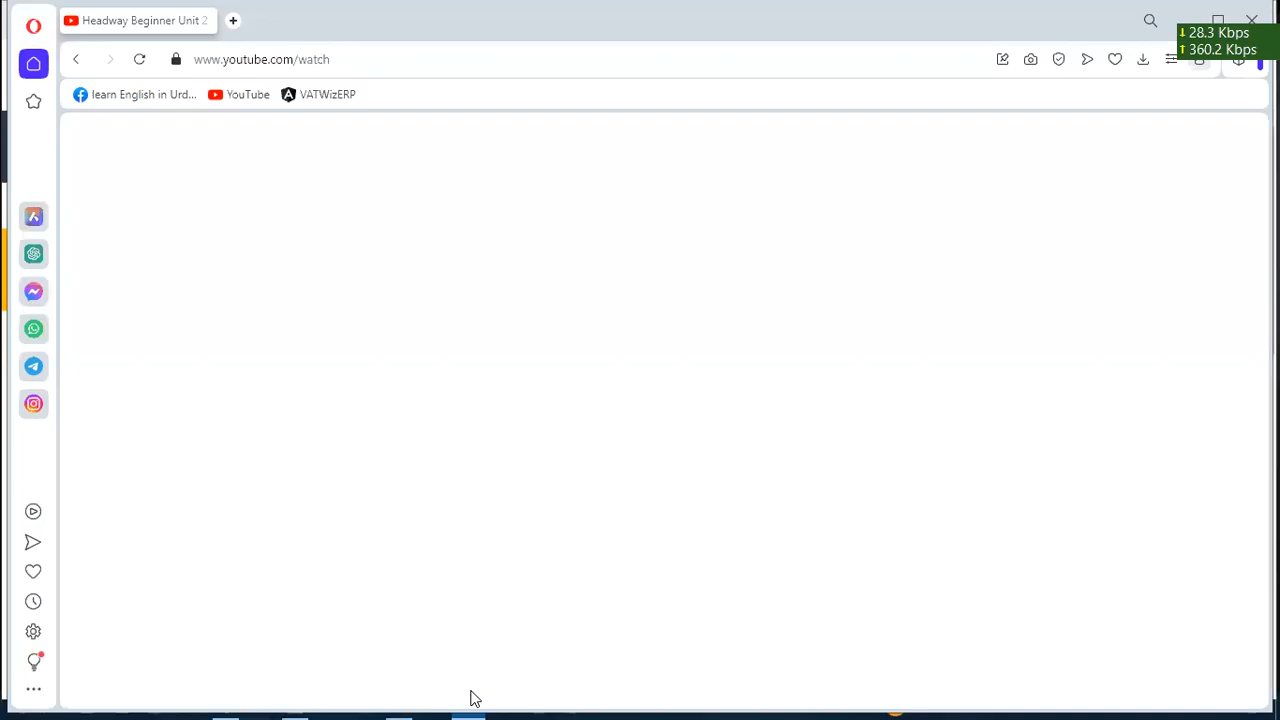 Headway Beginner Unit 2
28.3 Kbps
360.2 Kbps
www.youtube.com/watch
learn English in Urd...
YouTube
VATWizERP